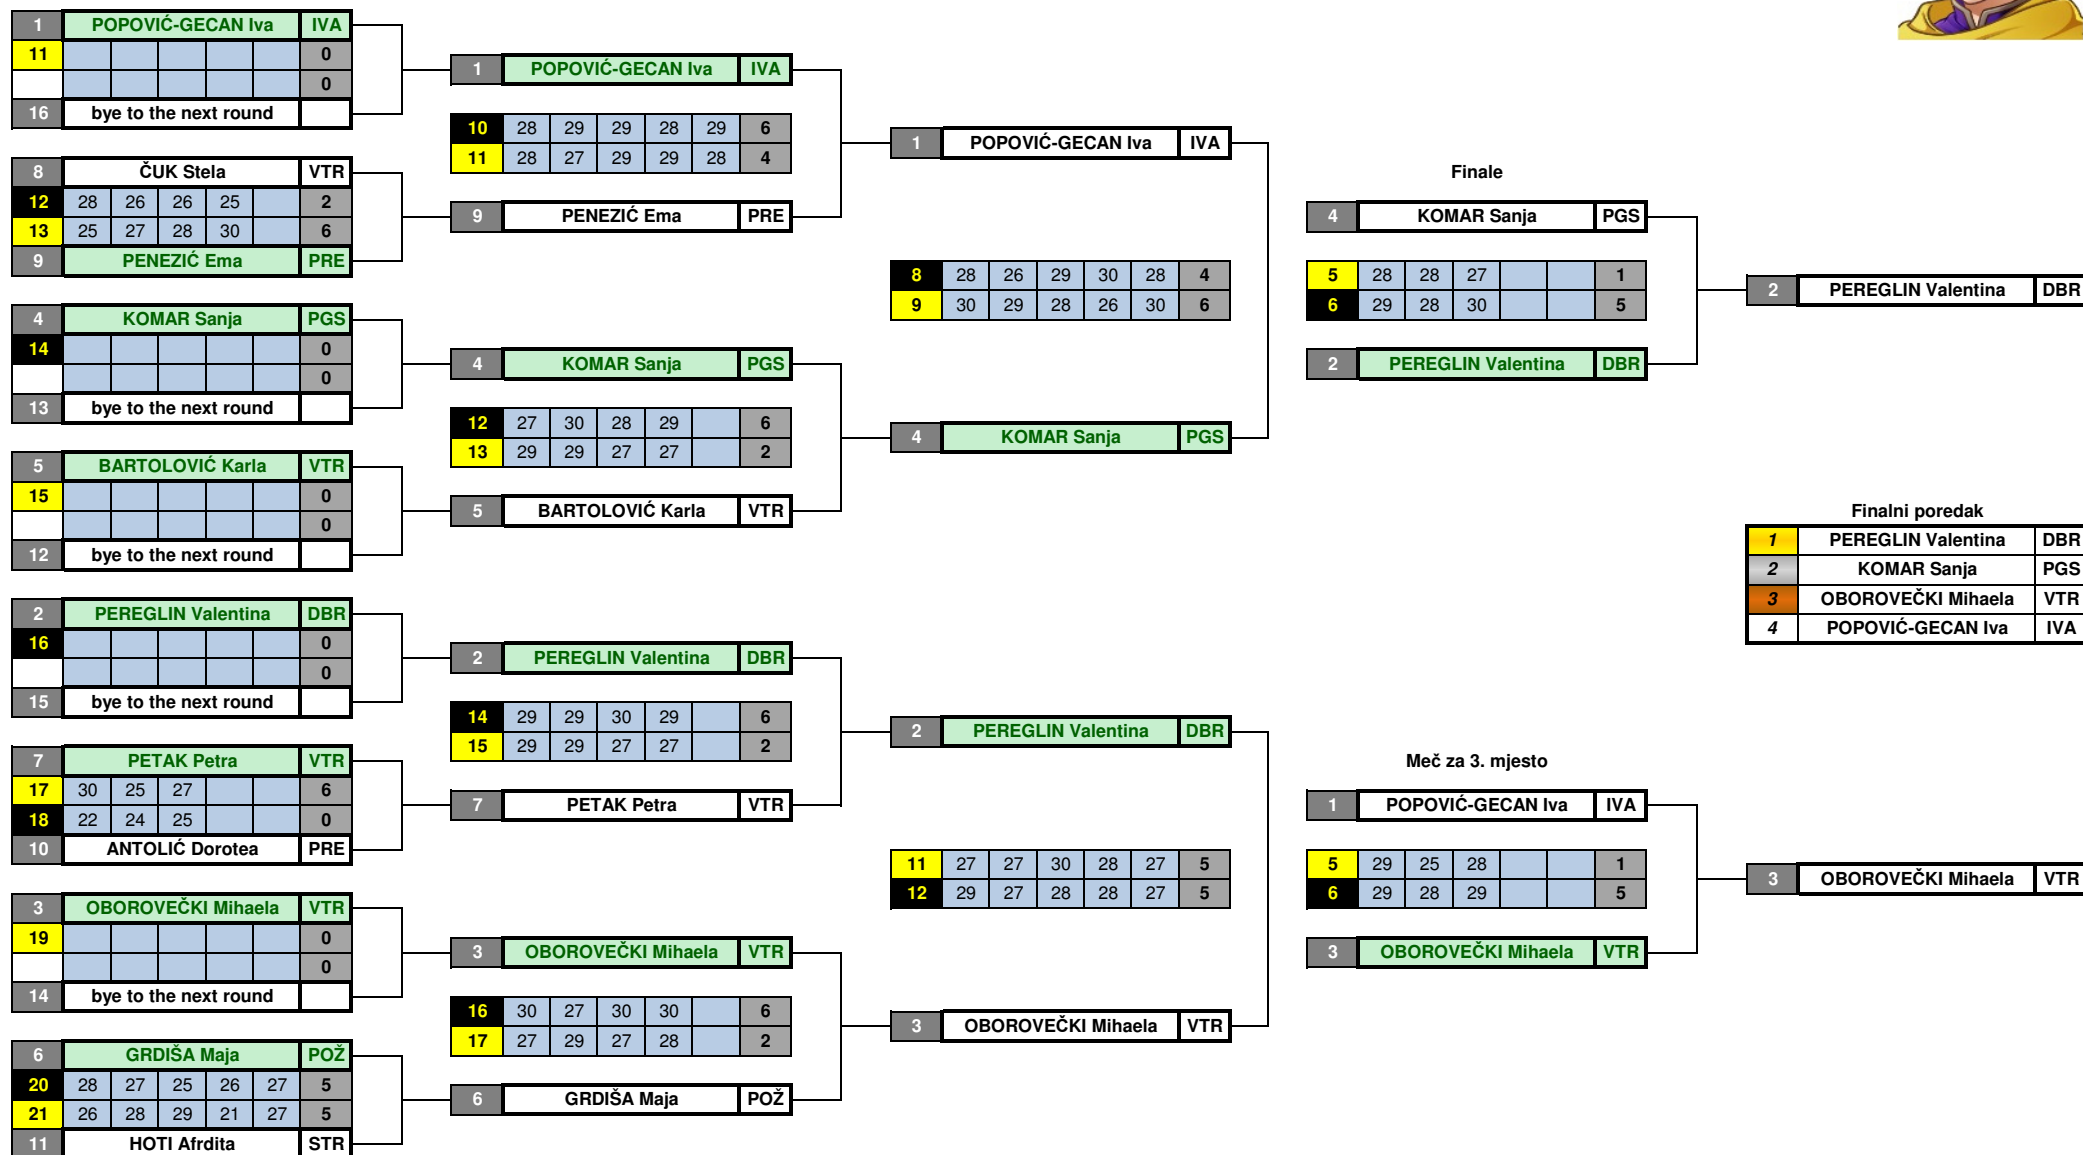 1 POPOVIĆ-GECAN Iva IVA
11 0
0
16 bye to the next round
8 ČUK Stela VTR
12 28 26 26 25 2
13 25 27 28 30 6
9 PENEZIĆ Ema PRE
4 KOMAR Sanja PGS
14 0
0
13 bye to the next round
5 BARTOLOVIĆ Karla VTR
15 0
0
12 bye to the next round
2 PEREGLIN Valentina DBR
16 0
0
15 bye to the next round
7 PETAK Petra VTR
17 30 25 27 6
18 22 24 25 0
10 ANTOLIĆ Dorotea PRE
3 OBOROVEČKI Mihaela VTR
19 0
0
14 bye to the next round
6 GRDIŠA Maja POŽ
20 28 27 25 26 27 5
21 26 28 29 21 27 5
11 HOTI Afrdita STR
1 POPOVIĆ-GECAN Iva IVA
10 28 29 29 28 29 6
11 28 27 29 29 28 4
9 PENEZIĆ Ema PRE
4 KOMAR Sanja PGS
12 27 30 28 29 6
13 29 29 27 27 2
5 BARTOLOVIĆ Karla VTR
2 PEREGLIN Valentina DBR
14 29 29 30 29 6
15 29 29 27 27 2
7 PETAK Petra VTR
3 OBOROVEČKI Mihaela VTR
16 30 27 30 30 6
17 27 29 27 28 2
6 GRDIŠA Maja POŽ
1 POPOVIĆ-GECAN Iva IVA
8 28 26 29 30 28 4
9 30 29 28 26 30 6
4 KOMAR Sanja PGS
2 PEREGLIN Valentina DBR
11 27 27 30 28 27 5
12 29 27 28 28 27 5
3 OBOROVEČKI Mihaela VTR
Finale
4 KOMAR Sanja PGS
5 28 28 27 1
6 29 28 30 5
2 PEREGLIN Valentina DBR
Meč za 3. mjesto
1 POPOVIĆ-GECAN Iva IVA
5 29 25 28 1
6 29 28 29 5
3 OBOROVEČKI Mihaela VTR
2 PEREGLIN Valentina DBR
Finalni poredak
1 PEREGLIN Valentina DBR
2 KOMAR Sanja PGS
3 OBOROVEČKI Mihaela VTR
4 POPOVIĆ-GECAN Iva IVA
3 OBOROVEČKI Mihaela VTR